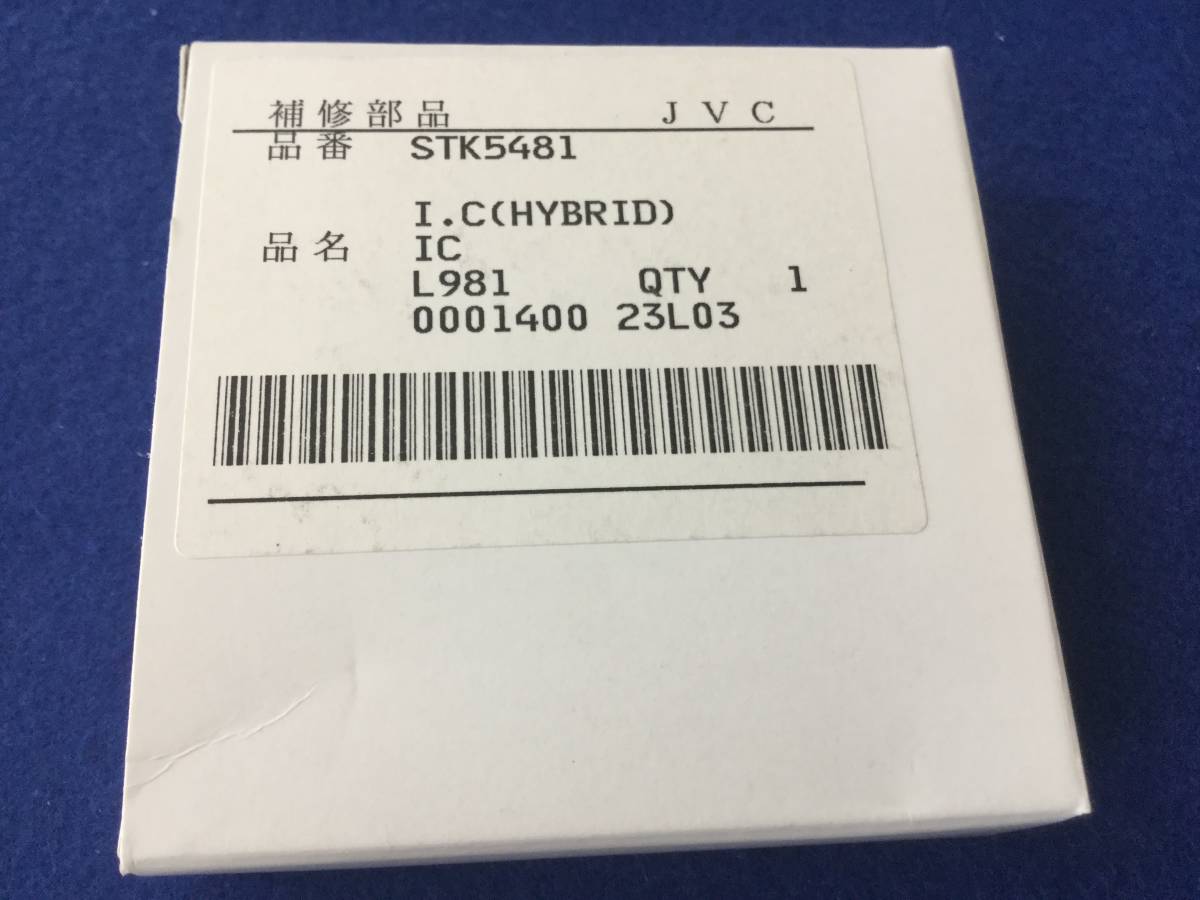 補修部品 JVC
品番 STK5481
I.C(HYBRID)
品名 IC
L981 QTY 1
0001400 23L03